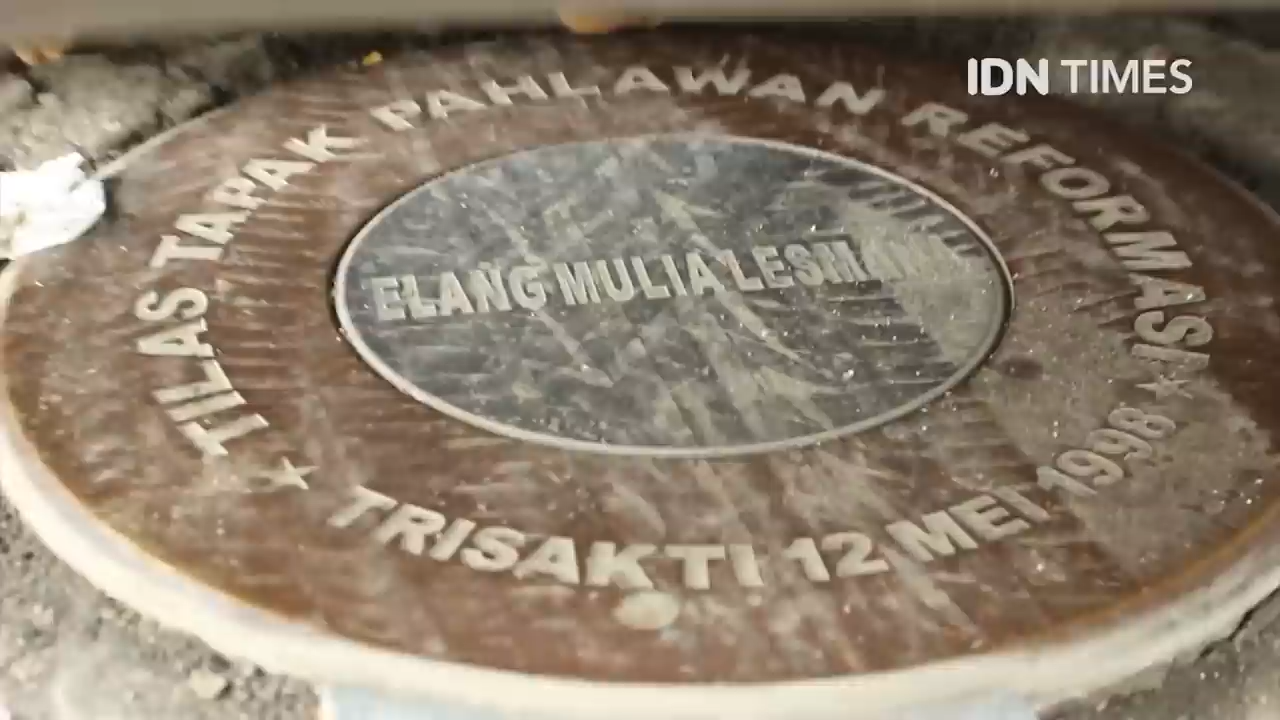 IDN TIMES
TILAS TAPAK PAHLAWAN REFORMASI
ELANG MULIA LESMANA
TRISAKTI 12 MEI 1998